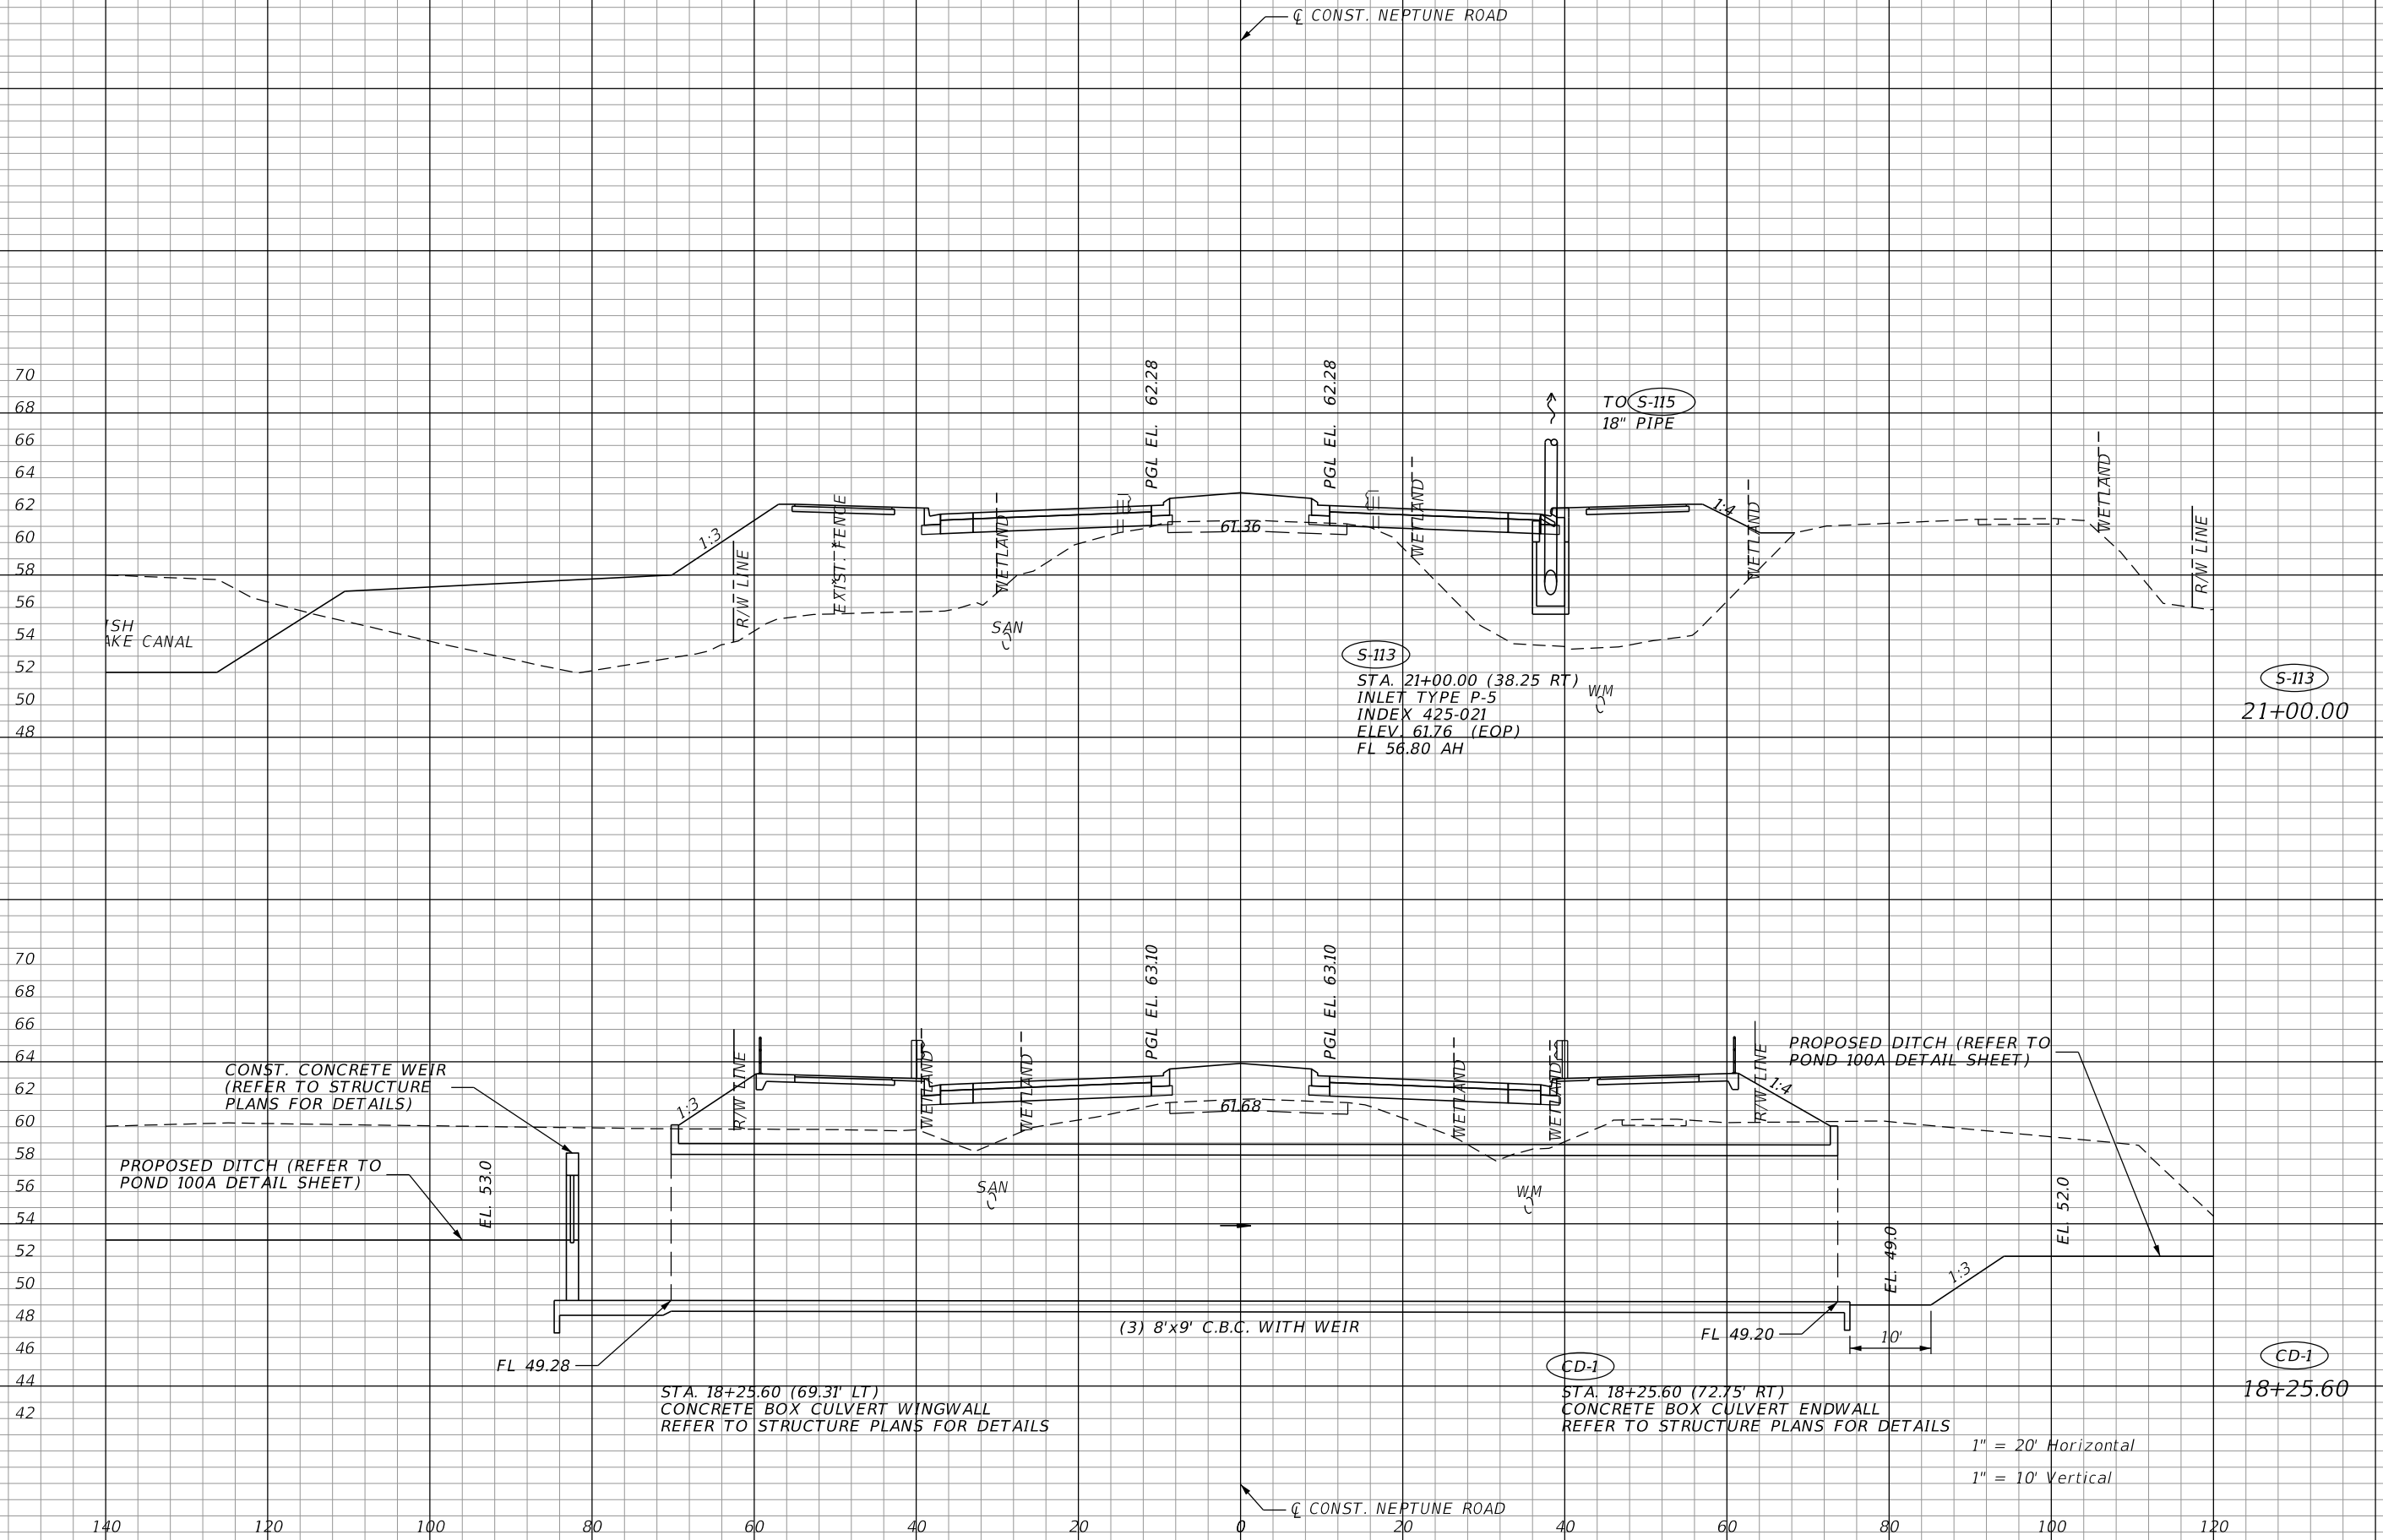 ℄ CONST. NEPTUNE ROAD
70
68
66
64
62
60
58
56
54
52
50
48
PGL EL. 62.28
PGL EL. 62.28
TO S-115
18" PIPE
1:3
R/W LINE
EXIST. FENCE
WETLAND
61.36
WETLAND
1:4
WETLAND
WETLAND
R/W LINE
ISH
AKE CANAL
SAN
S-113
STA. 21+00.00 (38.25 RT)
INLET TYPE P-5
INDEX 425-021
ELEV. 61.76 (EOP)
FL 56.80 AH
WM
S-113
21+00.00
70
68
66
64
62
60
58
56
54
52
50
48
46
44
42
PGL EL. 63.10
PGL EL. 63.10
CONST. CONCRETE WEIR
(REFER TO STRUCTURE
PLANS FOR DETAILS)
PROPOSED DITCH (REFER TO
POND 100A DETAIL SHEET)
EL. 53.0
1:3
R/W LINE
WETLAND
WETLAND
61.68
WETLAND
WETLAND
R/W LINE
1:4
PROPOSED DITCH (REFER TO
POND 100A DETAIL SHEET)
SAN
WM
EL. 49.0
1:3
EL. 52.0
(3) 8'x9' C.B.C. WITH WEIR
FL 49.28
FL 49.20
10'
STA. 18+25.60 (69.31' LT)
CONCRETE BOX CULVERT WINGWALL
REFER TO STRUCTURE PLANS FOR DETAILS
CD-1
STA. 18+25.60 (72.75' RT)
CONCRETE BOX CULVERT ENDWALL
REFER TO STRUCTURE PLANS FOR DETAILS
CD-1
18+25.60
1" = 20' Horizontal
1" = 10' Vertical
℄ CONST. NEPTUNE ROAD
140 120 100 80 60 40 20 0 20 40 60 80 100 120